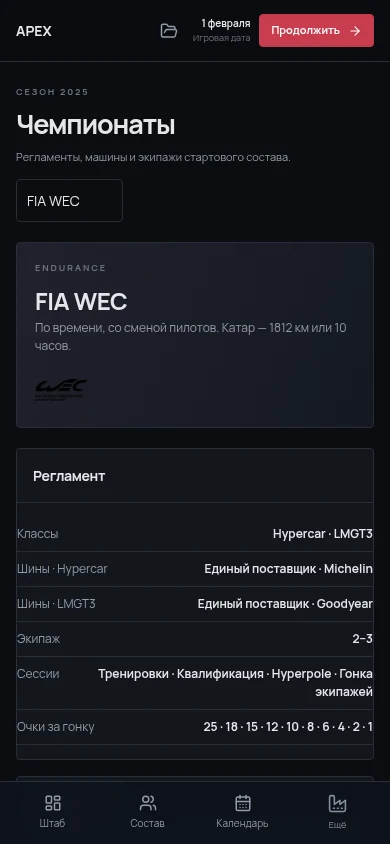 APEX
1 февраля
Игровая дата
Продолжить
СЕЗОН 2025
Чемпионаты
Регламенты, машины и экипажи стартового состава.
FIA WEC
ENDURANCE
FIA WEC
По времени, со сменой пилотов. Катар — 1812 км или 10
часов.
WEC
Регламент
Классы
Hypercar · LMGT3
Шины · Hypercar
Единый поставщик · Michelin
Шины · LMGT3
Единый поставщик · Goodyear
Экипаж
2–3
Сессии
Тренировки · Квалификация · Hyperpole · Гонка
экипажей
Очки за гонку
25 · 18 · 15 · 12 · 10 · 8 · 6 · 4 · 2 · 1
Штаб
Состав
Календарь
Ещё